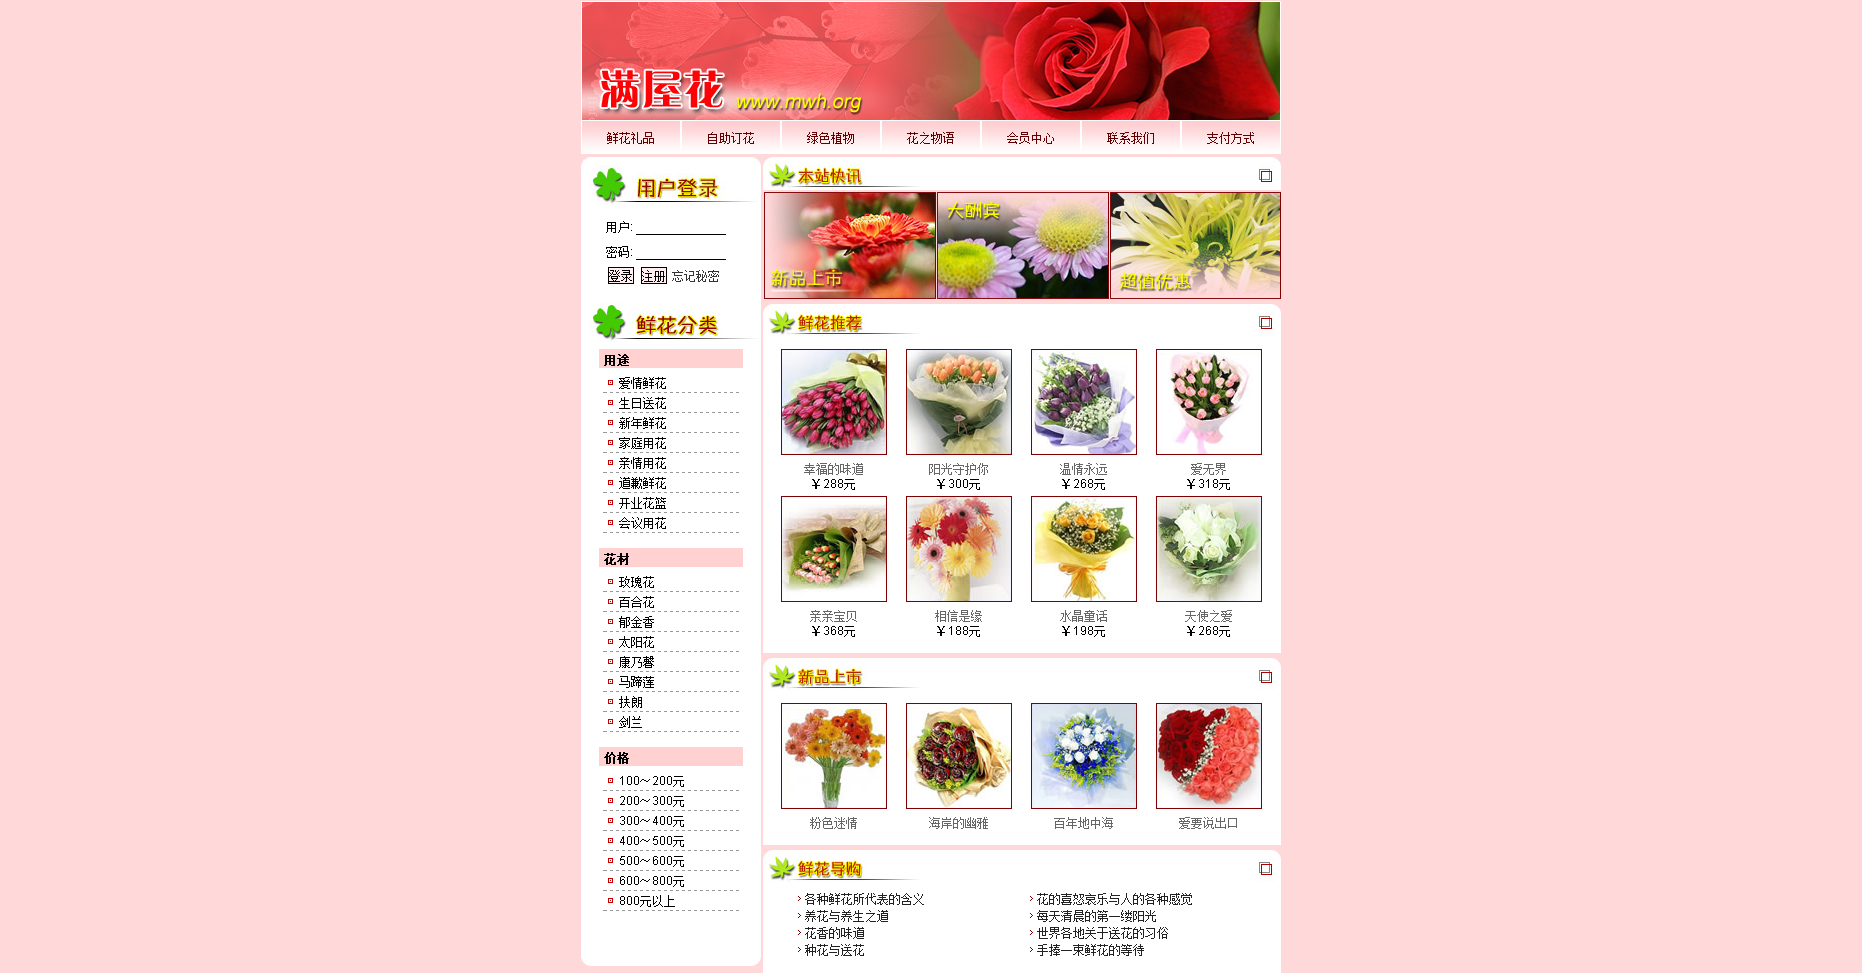 满屋花 www.mwh.org
鲜花礼品 自助订花 绿色植物 花之物语 会员中心 联系我们 支付方式
用户登录
用户:
密码:
登录 注册 忘记秘密
鲜花分类
用途
爱情鲜花
生日送花
新年鲜花
家庭用花
亲情用花
道歉鲜花
开业花篮
会议用花
花材
玫瑰花
百合花
郁金香
太阳花
康乃馨
马蹄莲
扶朗
剑兰
价格
100～200元
200～300元
300～400元
400～500元
500～600元
600～800元
800元以上
本站快讯
新品上市
大酬宾
超值优惠
鲜花推荐
幸福的味道 阳光守护你 温情永远 爱无界
￥288元 ￥300元 ￥268元 ￥318元
亲亲宝贝 相信是缘 水晶童话 天使之爱
￥368元 ￥188元 ￥198元 ￥268元
新品上市
粉色迷情 海岸的幽雅 百年地中海 爱要说出口
鲜花导购
各种鲜花所代表的含义 花的喜怒哀乐与人的各种感觉
养花与养生之道 每天清晨的第一缕阳光
花香的味道 世界各地关于送花的习俗
种花与送花 手捧一束鲜花的等待